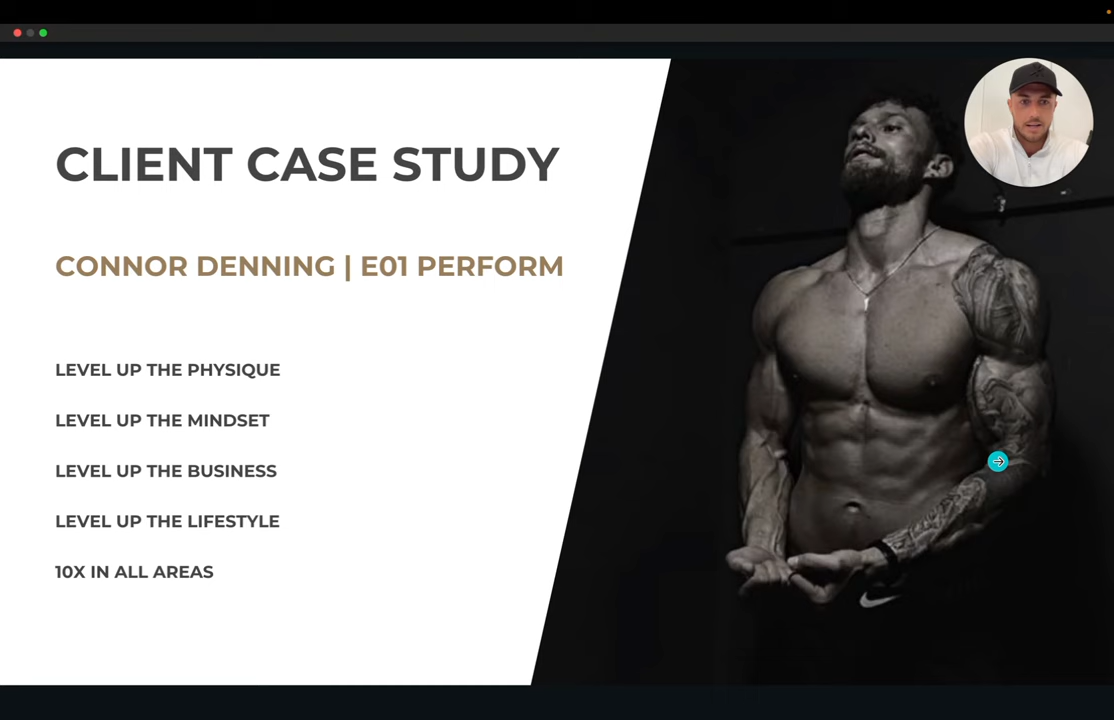 CLIENT CASE STUDY
CONNOR DENNING | E01 PERFORM
LEVEL UP THE PHYSIQUE
LEVEL UP THE MINDSET
LEVEL UP THE BUSINESS
LEVEL UP THE LIFESTYLE
10X IN ALL AREAS